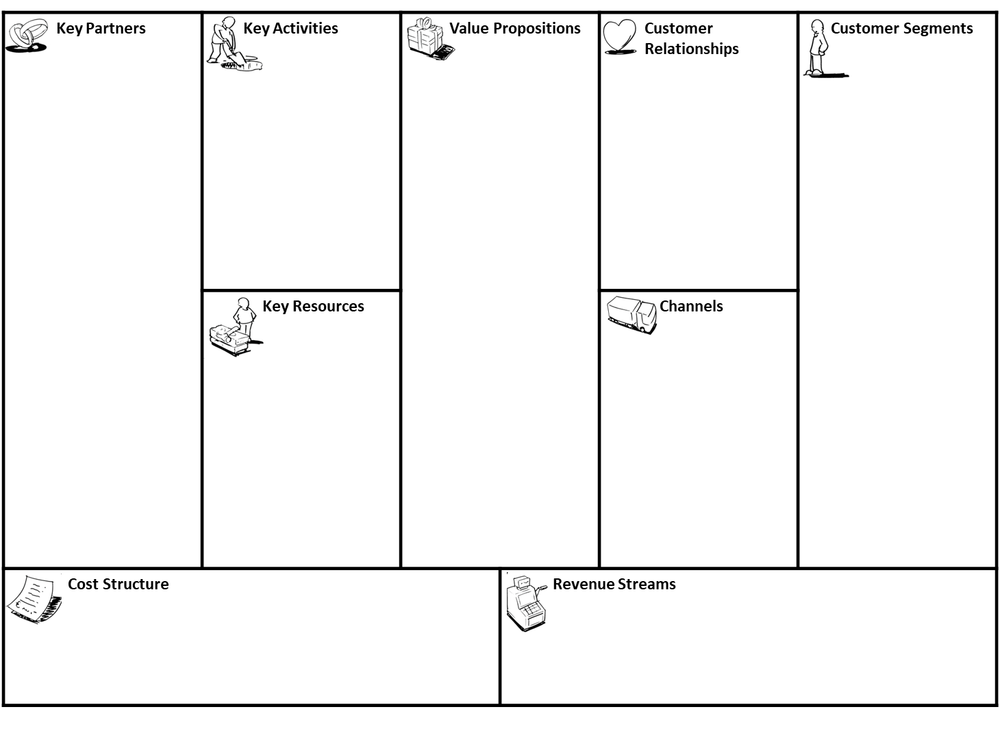 Key Partners
Key Activities
Value Propositions
Customer
Relationships
Customer Segments
Key Resources
Channels
Cost Structure
Revenue Streams